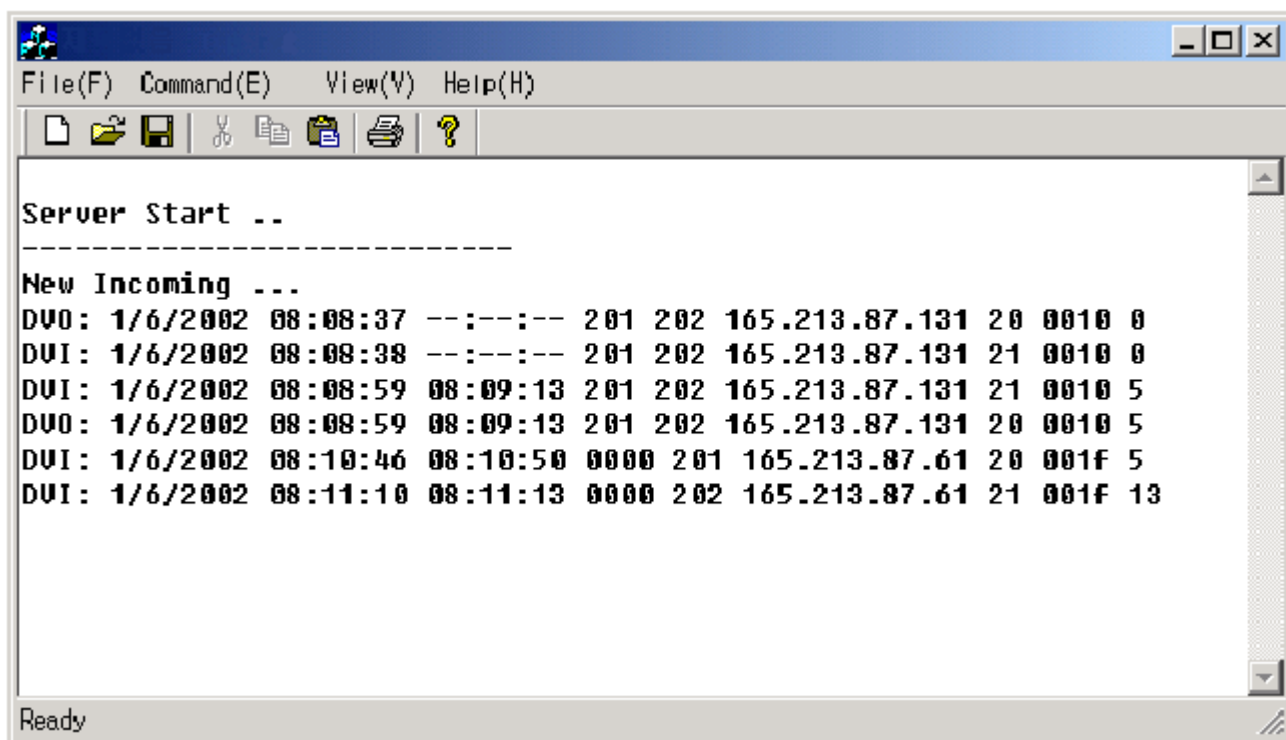 File(F) Command(E) View(V) Help(H)
Server Start ..
----------------------------
New Incoming ...
DVO: 1/6/2002 08:08:37 --:--:-- 201 202 165.213.87.131 20 0010 0
DVI: 1/6/2002 08:08:38 --:--:-- 201 202 165.213.87.131 21 0010 0
DVI: 1/6/2002 08:08:59 08:09:13 201 202 165.213.87.131 21 0010 5
DVO: 1/6/2002 08:08:59 08:09:13 201 202 165.213.87.131 20 0010 5
DVI: 1/6/2002 08:10:46 08:10:50 0000 201 165.213.87.61 20 001f 5
DVI: 1/6/2002 08:11:10 08:11:13 0000 202 165.213.87.61 21 001f 13
Ready